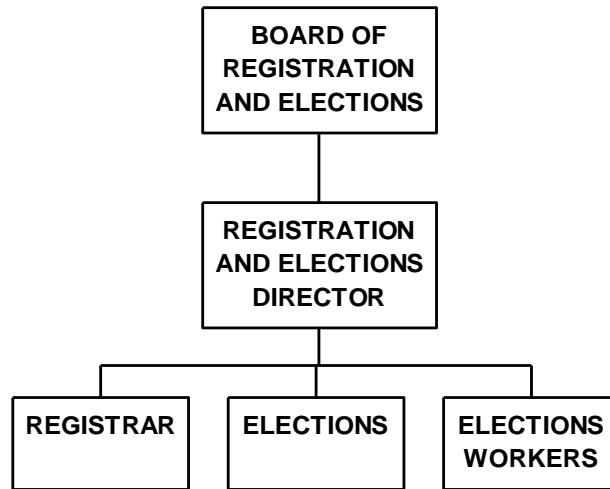 BOARD OF
REGISTRATION
AND ELECTIONS
REGISTRATION
AND ELECTIONS
DIRECTOR
REGISTRAR
ELECTIONS
ELECTIONS
WORKERS